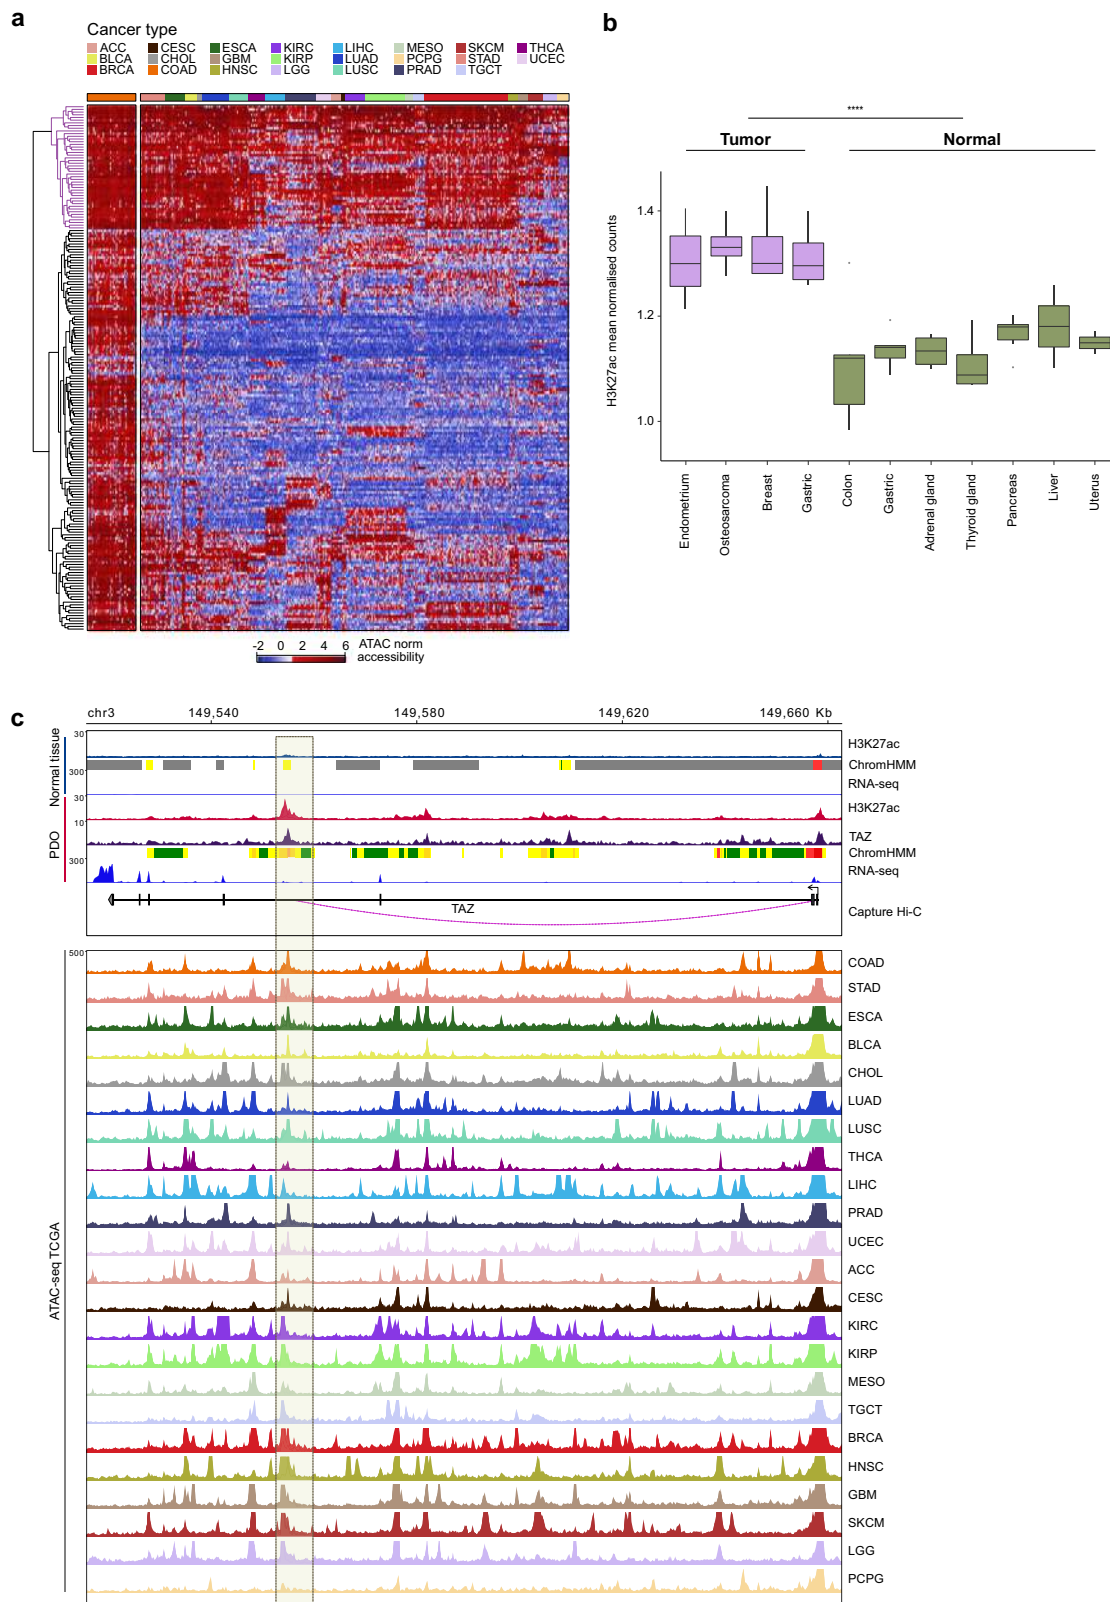 a
Cancer type
ACC CESC ESCA KIRC LIHC MESO SKCM THCA
BLCA CHOL GBM KIRP LUAD PCPG STAD UCEC
BRCA COAD HNSC LGG LUSC PRAD TGCT
-2 0 2 4 6 ATAC norm
accessibility
b
****
Tumor Normal
H3K27ac mean normalised counts
1.4
1.2
1.0
Endometrium
Osteosarcoma
Breast
Gastric
Colon
Gastric
Adrenal gland
Thyroid gland
Pancreas
Liver
Uterus
c
chr3 149,540 149,580 149,620 149,660 Kb
Normal tissue
30
H3K27ac
ChromHMM
300
RNA-seq
PDO
30
H3K27ac
10
TAZ
ChromHMM
300
RNA-seq
TAZ
Capture Hi-C
ATAC-seq TCGA
500
COAD
STAD
ESCA
BLCA
CHOL
LUAD
LUSC
THCA
LIHC
PRAD
UCEC
ACC
CESC
KIRC
KIRP
MESO
TGCT
BRCA
HNSC
GBM
SKCM
LGG
PCPG